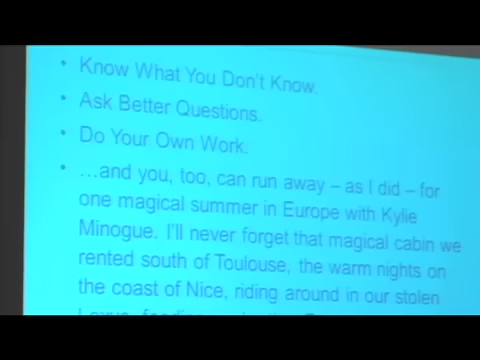 • Know What You Don't Know.
• Ask Better Questions.
• Do Your Own Work.
• …and you, too, can run away – as I did – for
one magical summer in Europe with Kylie
Minogue. I'll never forget that magical cabin we
rented south of Toulouse, the warm nights on
the coast of Nice, riding around in our stolen